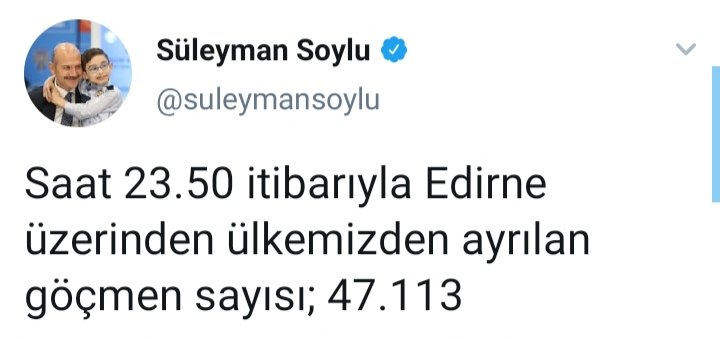 Süleyman Soylu
@suleymansoylu
Saat 23.50 itibarıyla Edirne
üzerinden ülkemizden ayrılan
göçmen sayısı; 47.113